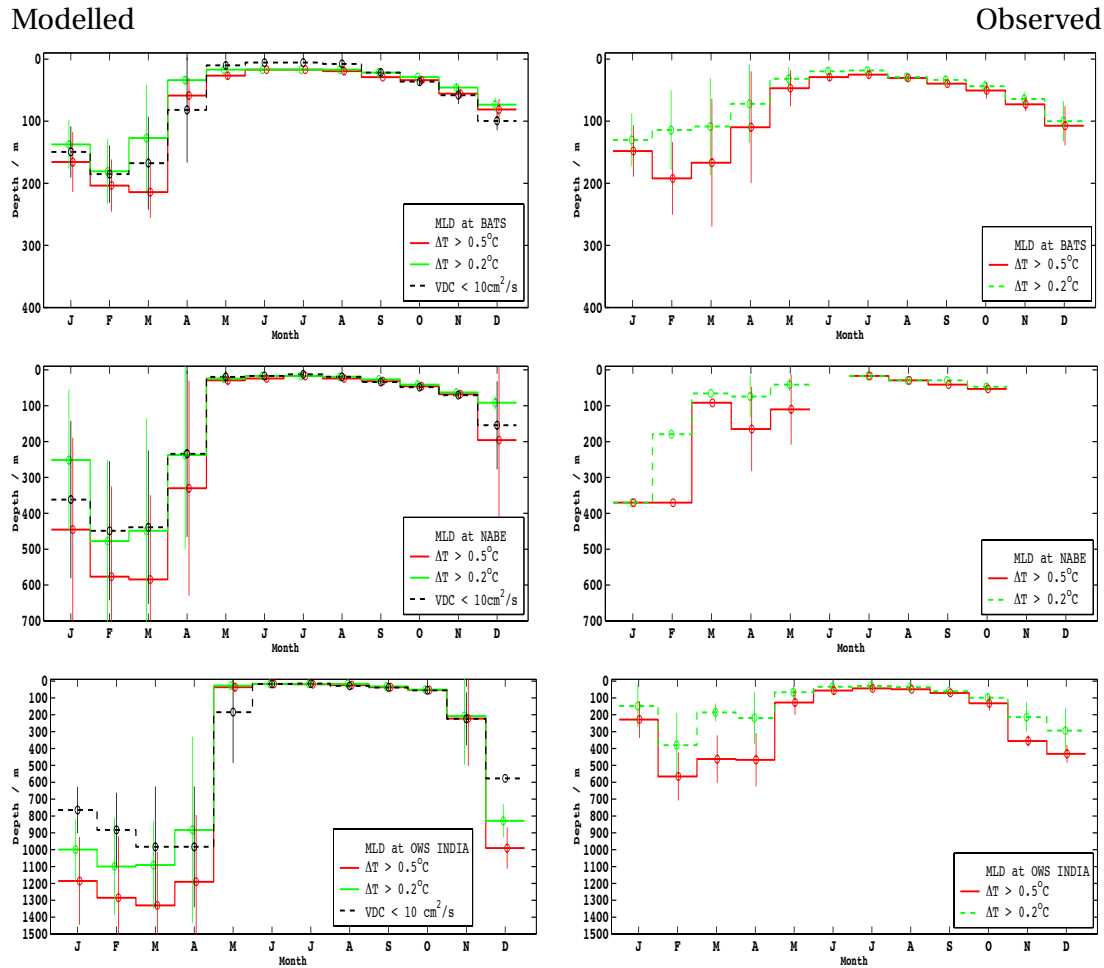 Modelled
Observed
0
100
200
300
400
Depth / m
J F M A M J J A S O N D
Month
MLD at BATS
ΔT > 0.5°C
ΔT > 0.2°C
VDC < 10cm²/s
0
100
200
300
400
Depth / m
J F M A M J J A S O N D
Month
MLD at BATS
ΔT > 0.5°C
ΔT > 0.2°C
0
100
200
300
400
500
600
700
Depth / m
J F M A M J J A S O N D
Month
MLD at NABE
ΔT > 0.5°C
ΔT > 0.2°C
VDC < 10cm²/s
0
100
200
300
400
500
600
700
Depth / m
J F M A M J J A S O N D
Month
MLD at NABE
ΔT > 0.5°C
ΔT > 0.2°C
0
100
200
300
400
500
600
700
800
900
1000
1100
1200
1300
1400
1500
Depth / m
J F M A M J J A S O N D
Month
MLD at OWS INDIA
ΔT > 0.5°C
ΔT > 0.2°C
VDC < 10 cm²/s
0
100
200
300
400
500
600
700
800
900
1000
1100
1200
1300
1400
1500
Depth / m
J F M A M J J A S O N D
Month
MLD at OWS INDIA
ΔT > 0.5°C
ΔT > 0.2°C